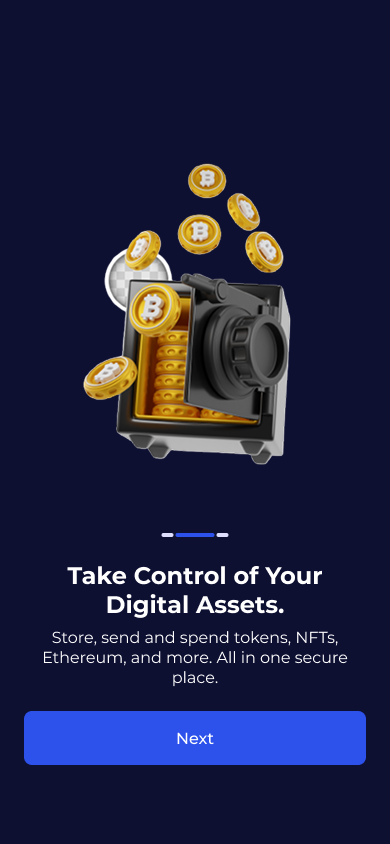 Take Control of Your
Digital Assets.
Store, send and spend tokens, NFTs,
Ethereum, and more. All in one secure
place.
Next